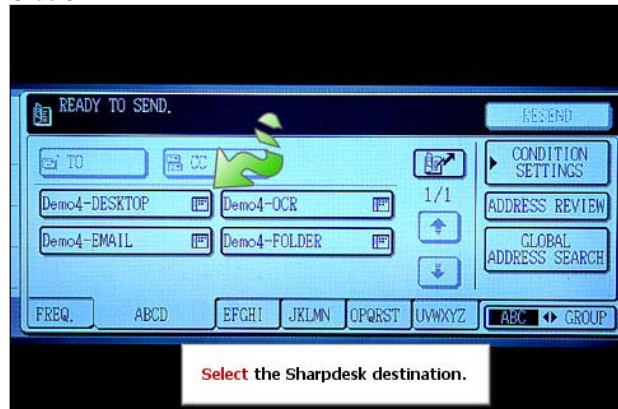 READY TO SEND.
RESEND
TO
CC
CONDITION
SETTINGS
Demo4-DESKTOP
Demo4-OCR
1/1
ADDRESS REVIEW
Demo4-EMAIL
Demo4-FOLDER
GLOBAL
ADDRESS SEARCH
FREQ.
ABCD
EFGHI
JKLMN
OPQRST
UVWXYZ
ABC
GROUP
Select the Sharpdesk destination.